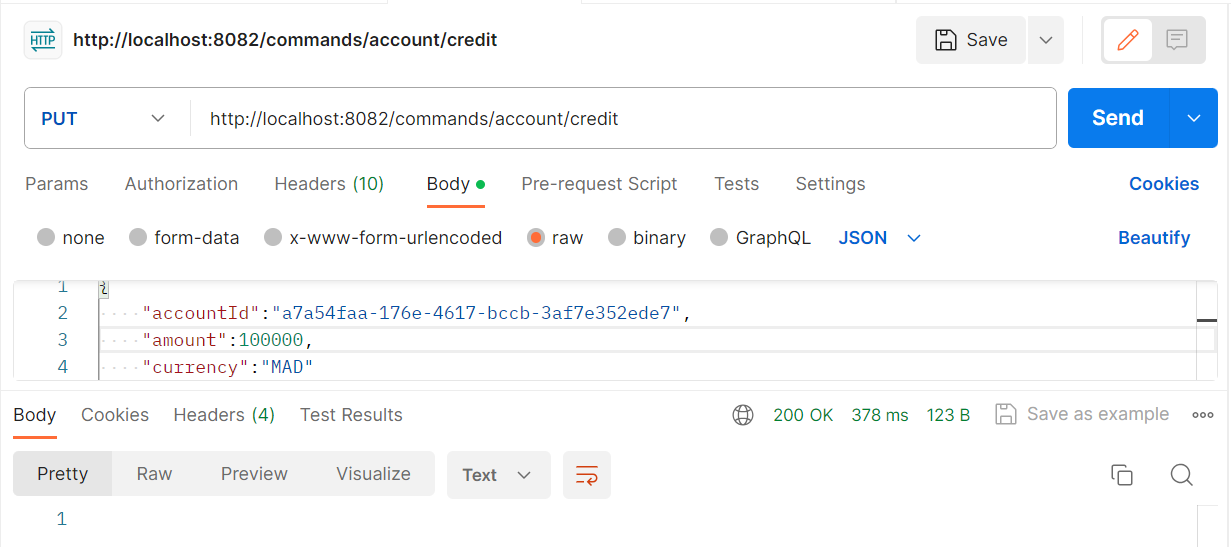 HTTP http://localhost:8082/commands/account/credit Save
PUT http://localhost:8082/commands/account/credit Send
Params Authorization Headers (10) Body Pre-request Script Tests Settings Cookies
none form-data x-www-form-urlencoded raw binary GraphQL JSON Beautify
1 {
2 "accountId":"a7a54faa-176e-4617-bccb-3af7e352ede7",
3 "amount":100000,
4 "currency":"MAD"
Body Cookies Headers (4) Test Results 200 OK 378 ms 123 B Save as example
Pretty Raw Preview Visualize Text
1